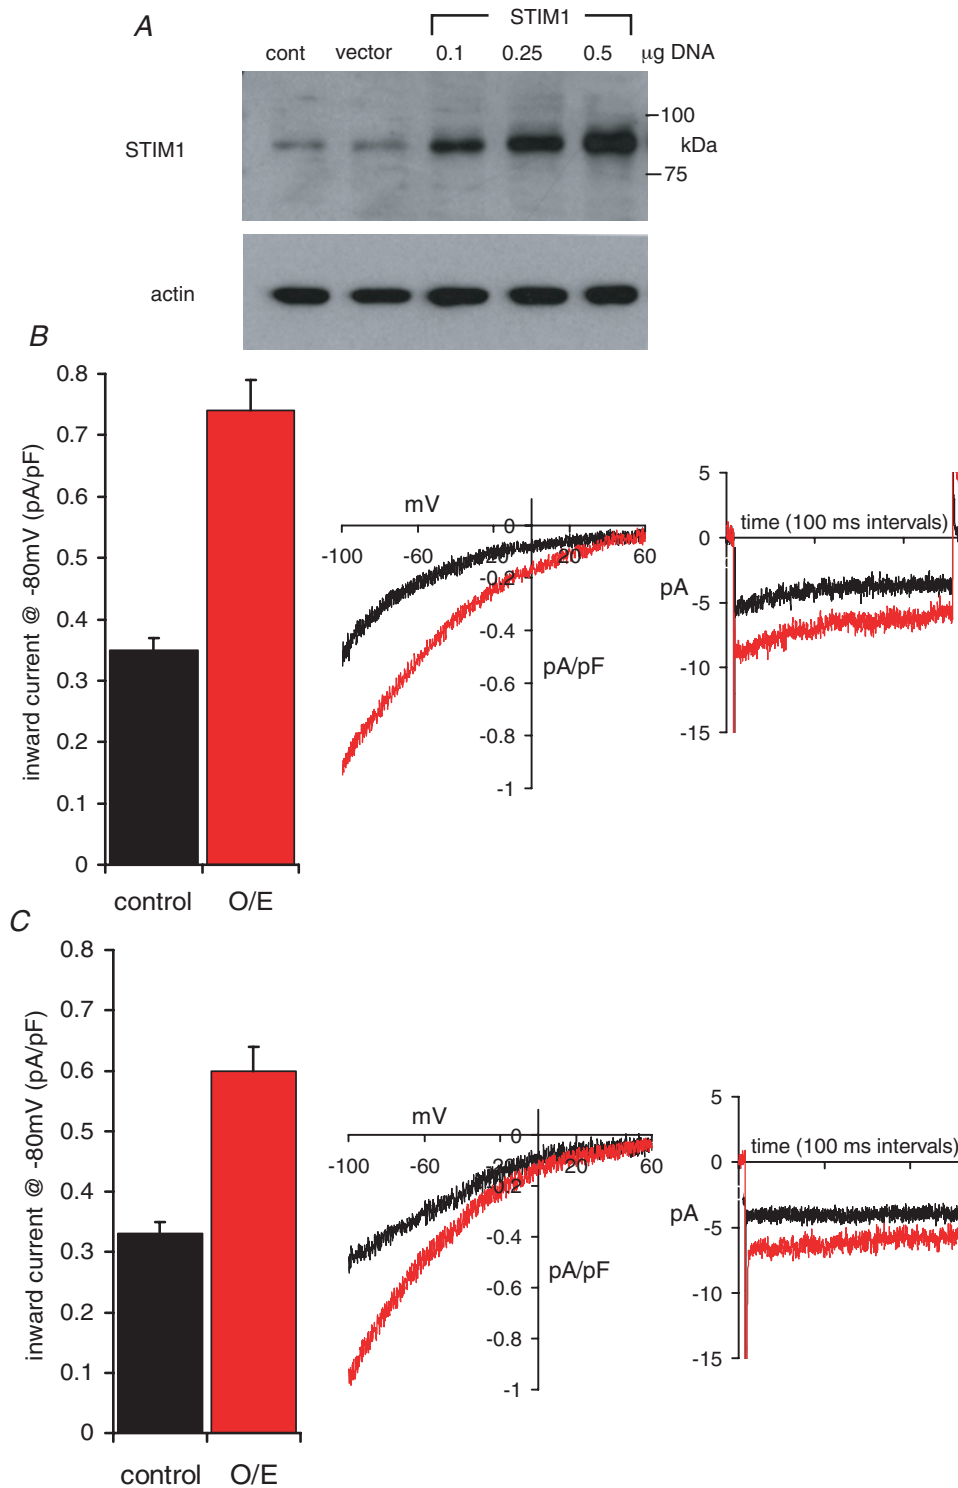 A
STIM1
cont vector 0.1 0.25 0.5 µg DNA
STIM1
100
kDa
75
actin
B
inward current @ -80mV (pA/pF)
0.8
0.7
0.6
0.5
0.4
0.3
0.2
0.1
0
control O/E
mV
-100 -60 -20 20 60
0
-0.2
-0.4
-0.6
-0.8
-1
pA/pF
5
0
-5
-10
-15
pA
time (100 ms intervals)
C
inward current @ -80mV (pA/pF)
0.8
0.7
0.6
0.5
0.4
0.3
0.2
0.1
0
control O/E
mV
-100 -60 -20 20 60
0
-0.2
-0.4
-0.6
-0.8
-1
pA/pF
5
0
-5
-10
-15
pA
time (100 ms intervals)